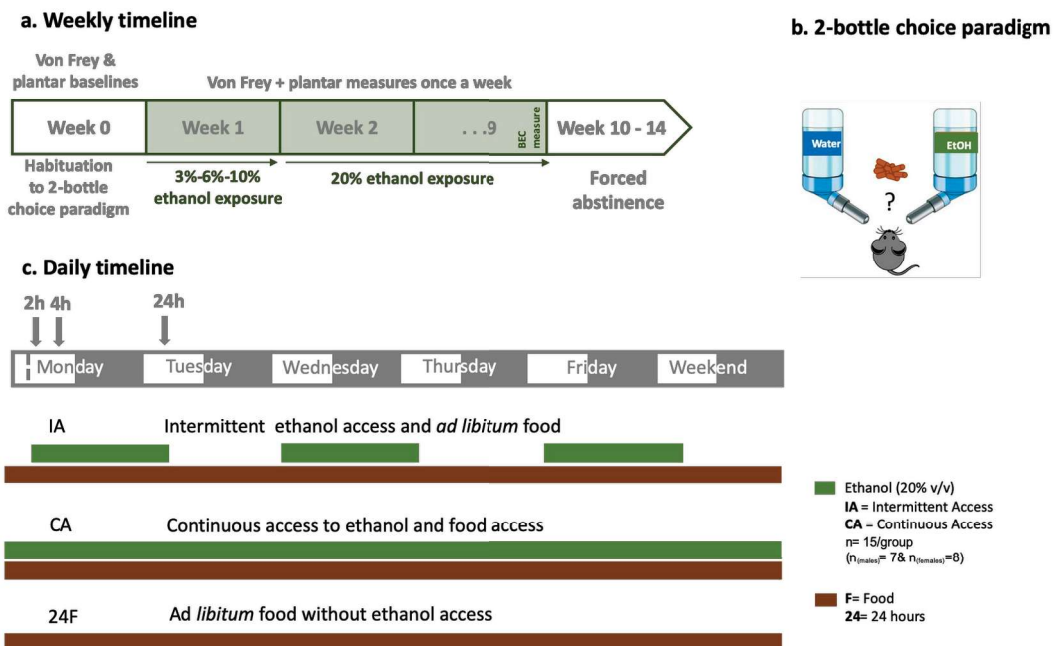 a. Weekly timeline
b. 2-bottle choice paradigm
Von Frey &
plantar baselines
Von Frey + plantar measures once a week
Week 0
Week 1
Week 2
. . .9
BEC
measure
Week 10 - 14
Habituation
to 2-bottle
choice paradigm
3%-6%-10%
ethanol exposure
20% ethanol exposure
Forced
abstinence
Water
EtOH
?
c. Daily timeline
2h 4h
24h
Monday
Tuesday
Wednesday
Thursday
Friday
Weekend
IA
Intermittent ethanol access and ad libitum food
CA
Continuous access to ethanol and food access
24F
Ad libitum food without ethanol access
Ethanol (20% v/v)
IA = Intermittent Access
CA – Continuous Access
n= 15/group
(n(males)= 7& n(females)=8)
F= Food
24= 24 hours